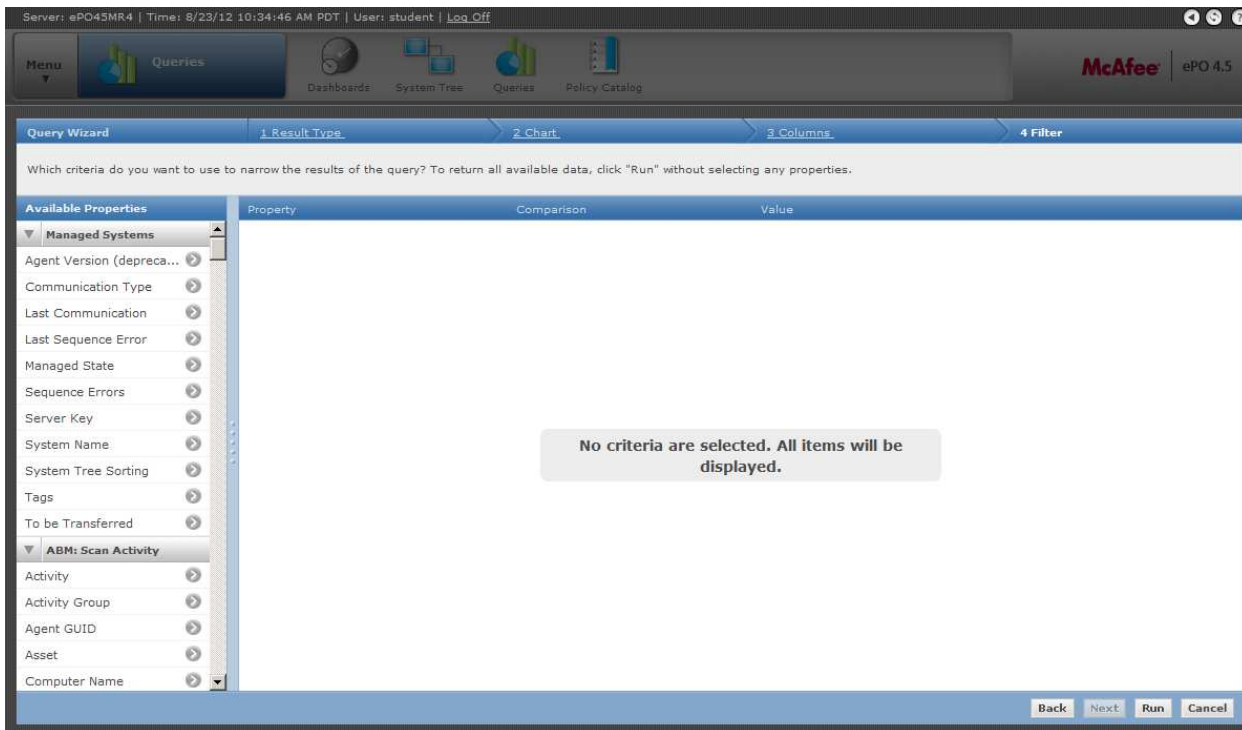 Server: ePO45MR4 | Time: 8/23/12 10:34:46 AM PDT | User: student | Log Off
Menu
Queries
Dashboards
System Tree
Queries
Policy Catalog
McAfee
ePO 4.5
Query Wizard
1 Result Type
2 Chart
3 Columns
4 Filter
Which criteria do you want to use to narrow the results of the query? To return all available data, click "Run" without selecting any properties.
Available Properties
Property
Comparison
Value
Managed Systems
Agent Version (depreca...
Communication Type
Last Communication
Last Sequence Error
Managed State
Sequence Errors
Server Key
System Name
System Tree Sorting
Tags
To be Transferred
ABM: Scan Activity
Activity
Activity Group
Agent GUID
Asset
Computer Name
No criteria are selected. All items will be
displayed.
Back
Next
Run
Cancel